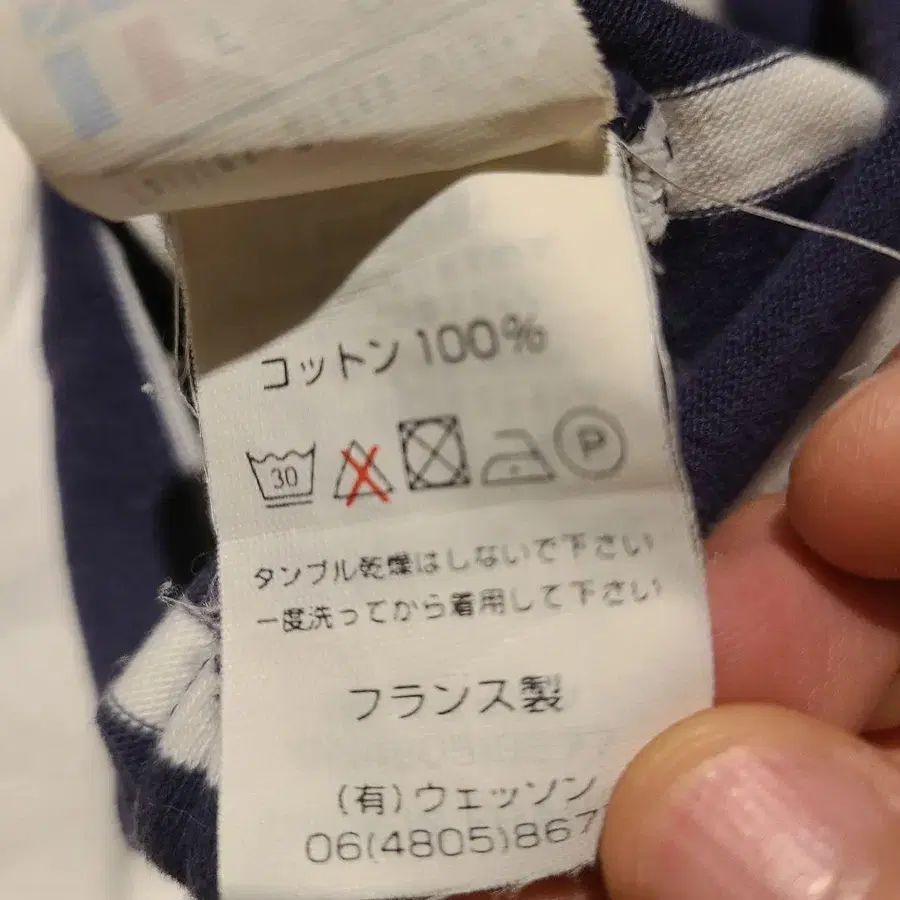 コットン 100%
30
P
タンブル乾燥はしないで下さい
一度洗ってから着用して下さい
フランス製
(有)ウェッソン
06(4805)867